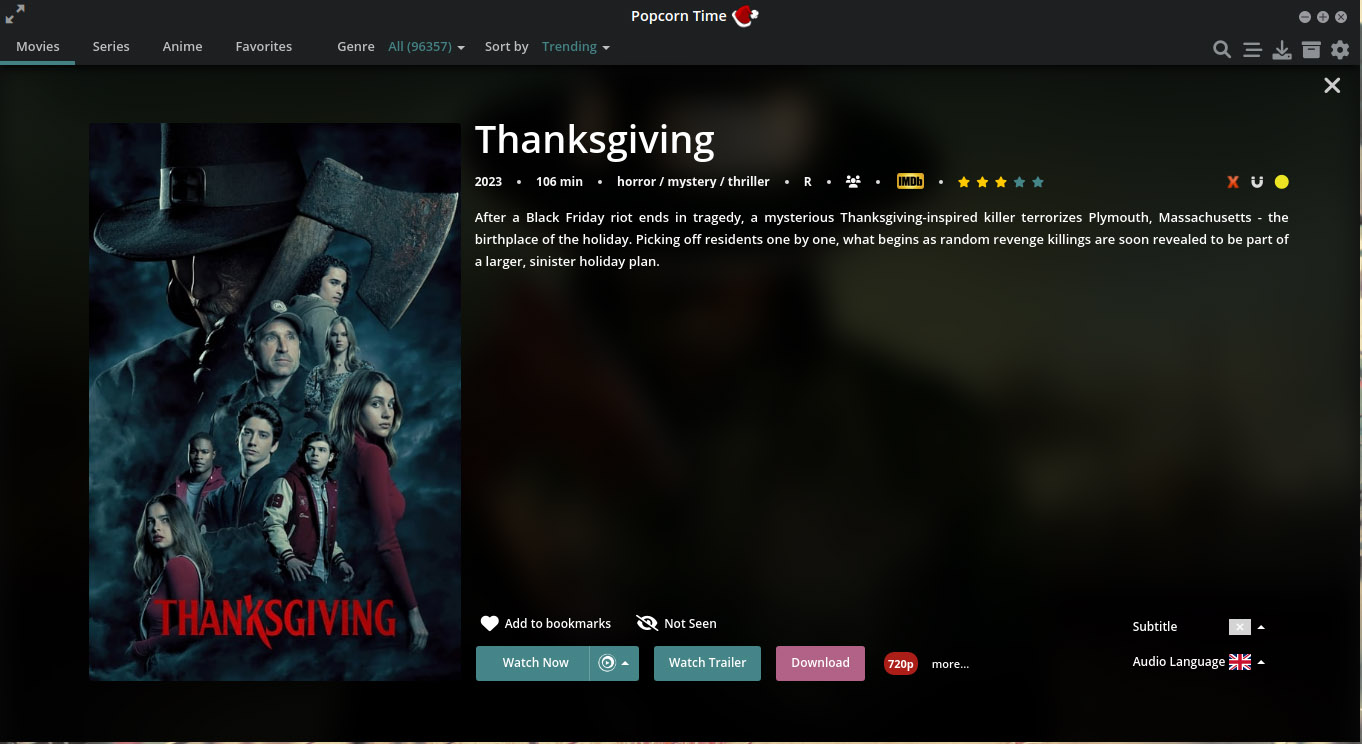 Popcorn Time
Movies Series Anime Favorites Genre All (96357) Sort by Trending
Thanksgiving
2023 • 106 min • horror / mystery / thriller • R • • IMDb •
After a Black Friday riot ends in tragedy, a mysterious Thanksgiving-inspired killer terrorizes Plymouth, Massachusetts - the
birthplace of the holiday. Picking off residents one by one, what begins as random revenge killings are soon revealed to be part of
a larger, sinister holiday plan.
THANKSGIVING
Add to bookmarks Not Seen
Subtitle
Watch Now Watch Trailer Download 720p more...
Audio Language